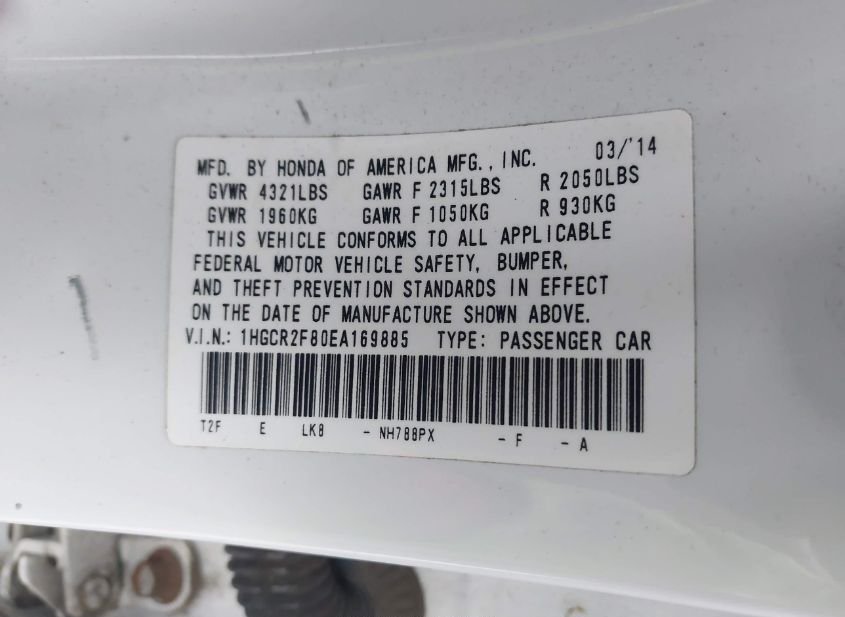 MFD. BY HONDA OF AMERICA MFG., INC. 03/'14
GVWR 4321LBS GAWR F 2315LBS R 2050LBS
GVWR 1960KG GAWR F 1050KG R 930KG
THIS VEHICLE CONFORMS TO ALL APPLICABLE
FEDERAL MOTOR VEHICLE SAFETY, BUMPER,
AND THEFT PREVENTION STANDARDS IN EFFECT
ON THE DATE OF MANUFACTURE SHOWN ABOVE.
V.I.N.: 1HGCR2F80EA169885 TYPE: PASSENGER CAR
T2F E LK8 - NH788PX - F - A